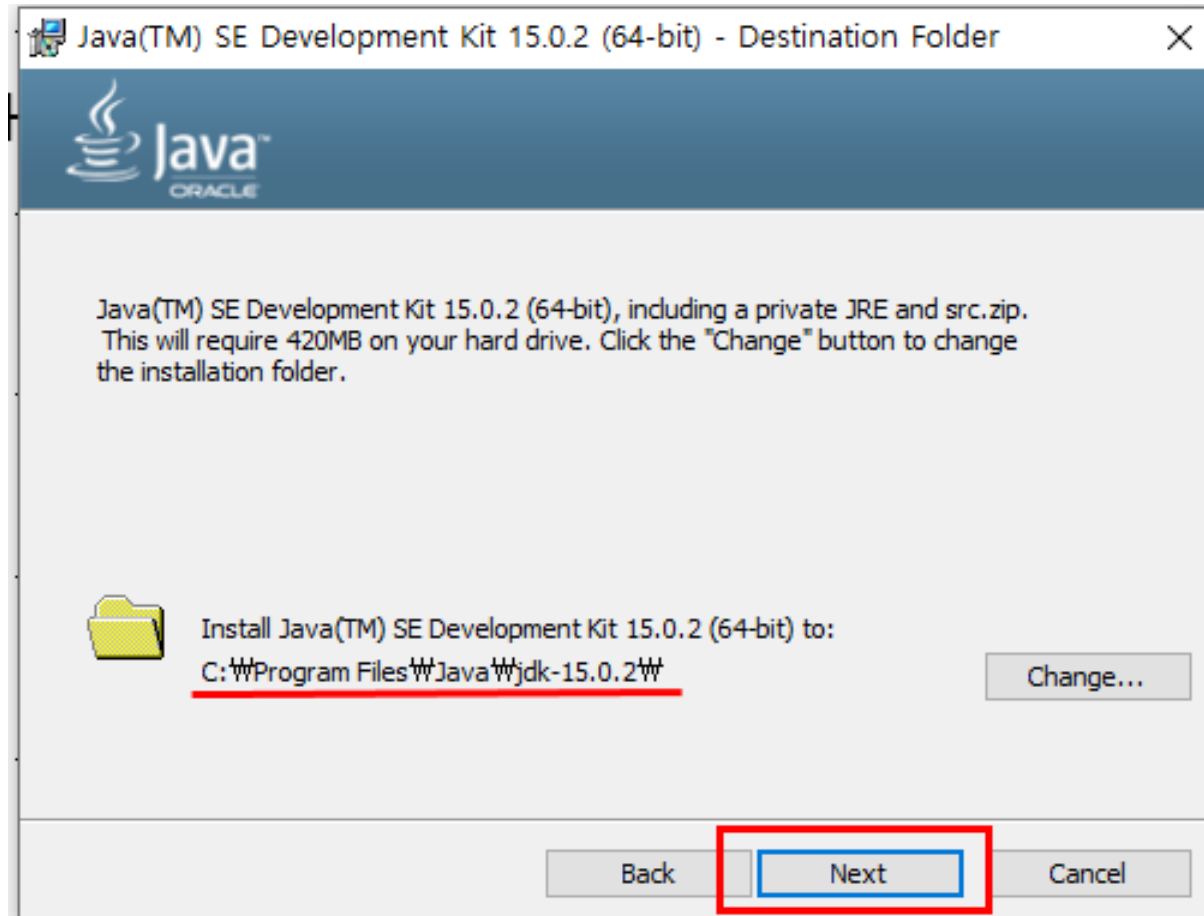 Java(TM) SE Development Kit 15.0.2 (64-bit) - Destination Folder
Java™
ORACLE
Java(TM) SE Development Kit 15.0.2 (64-bit), including a private JRE and src.zip.
This will require 420MB on your hard drive. Click the "Change" button to change
the installation folder.
Install Java(TM) SE Development Kit 15.0.2 (64-bit) to:
C:₩Program Files₩Java₩jdk-15.0.2₩
Change...
Back
Next
Cancel